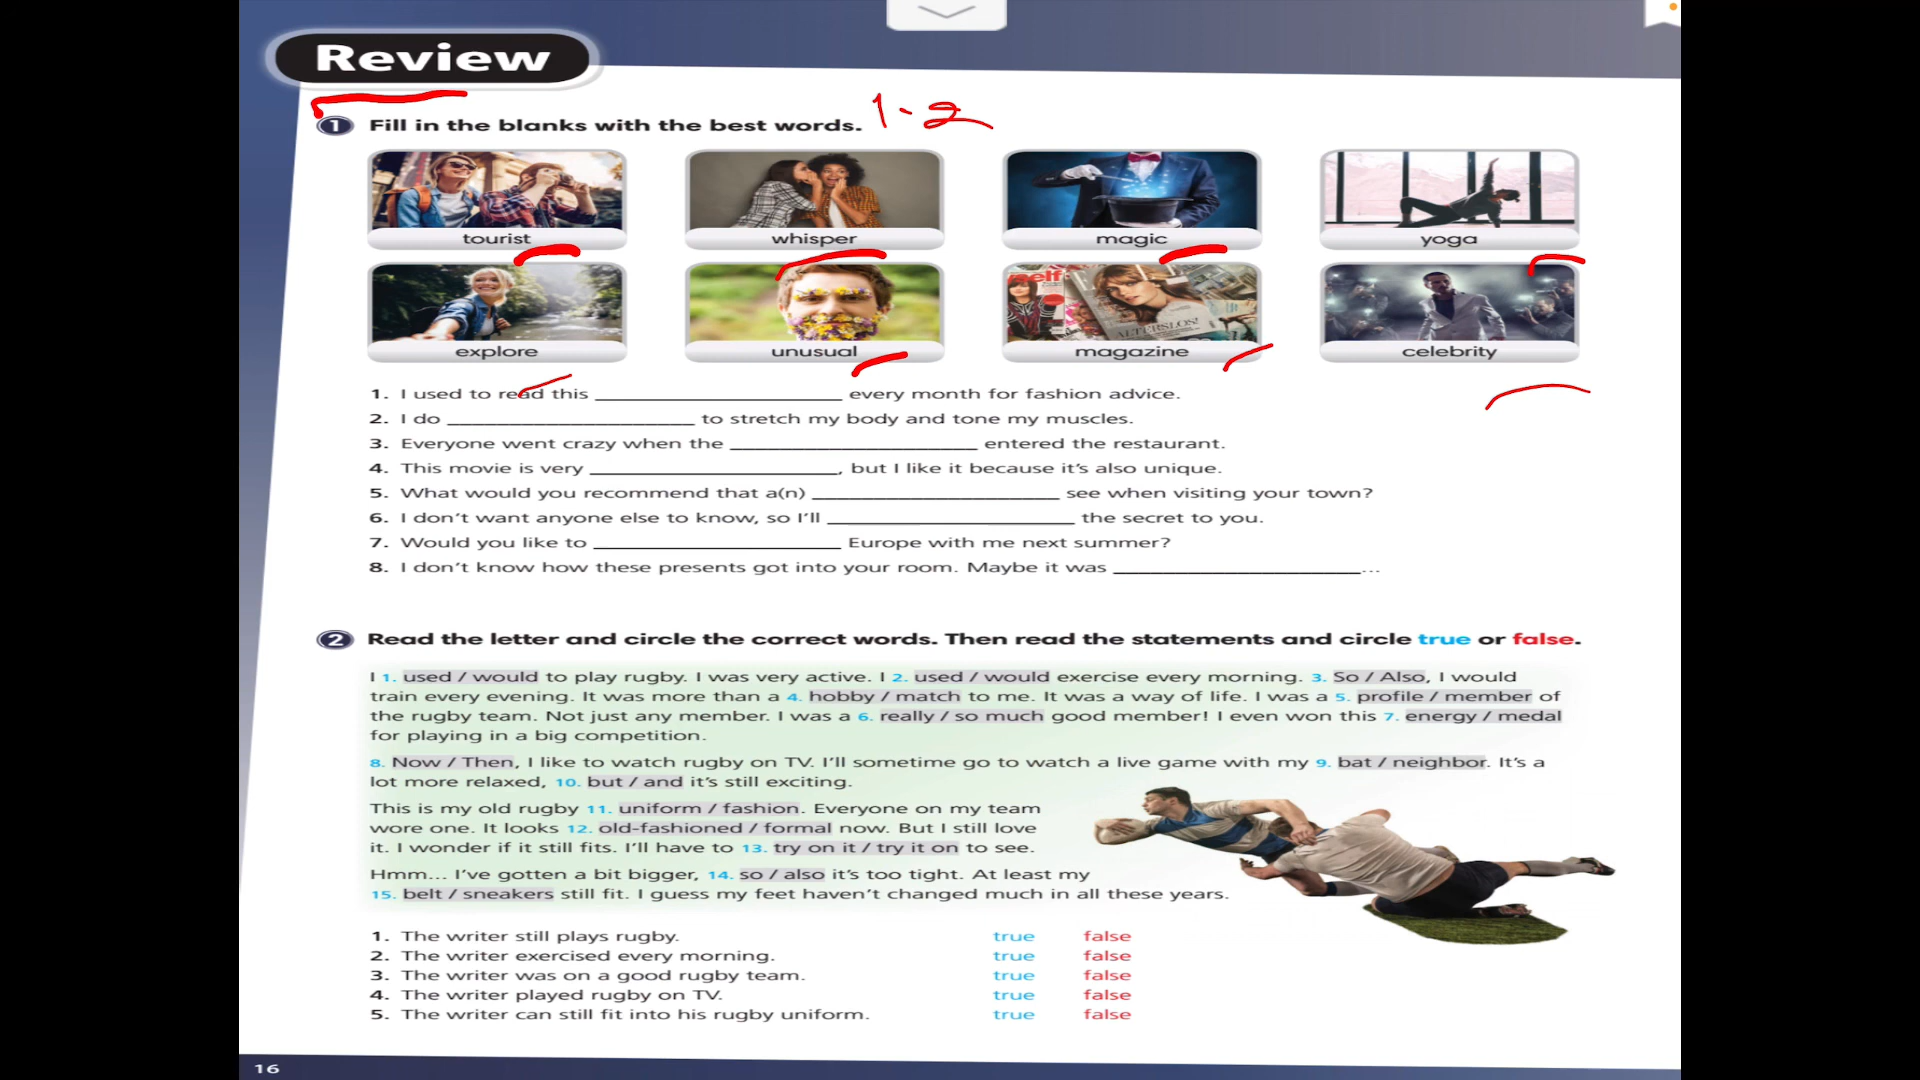 Review
1 Fill in the blanks with the best words. 1-2
tourist whisper magic yoga
explore unusual magazine celebrity
1. I used to read this ____________ every month for fashion advice.
2. I do ____________ to stretch my body and tone my muscles.
3. Everyone went crazy when the ____________ entered the restaurant.
4. This movie is very ____________, but I like it because it's also unique.
5. What would you recommend that a(n) ____________ see when visiting your town?
6. I don't want anyone else to know, so I'll ____________ the secret to you.
7. Would you like to ____________ Europe with me next summer?
8. I don't know how these presents got into your room. Maybe it was ____________...
2 Read the letter and circle the correct words. Then read the statements and circle true or false.
I 1. used / would to play rugby. I was very active. I 2. used / would exercise every morning. 3. So / Also, I would
train every evening. It was more than a 4. hobby / match to me. It was a way of life. I was a 5. profile / member of
the rugby team. Not just any member. I was a 6. really / so much good member! I even won this 7. energy / medal
for playing in a big competition.
8. Now / Then, I like to watch rugby on TV. I'll sometime go to watch a live game with my 9. bat / neighbor. It's a
lot more relaxed, 10. but / and it's still exciting.
This is my old rugby 11. uniform / fashion. Everyone on my team
wore one. It looks 12. old-fashioned / formal now. But I still love
it. I wonder if it still fits. I'll have to 13. try on it / try it on to see.
Hmm... I've gotten a bit bigger, 14. so / also it's too tight. At least my
15. belt / sneakers still fit. I guess my feet haven't changed much in all these years.
1. The writer still plays rugby. true false
2. The writer exercised every morning. true false
3. The writer was on a good rugby team. true false
4. The writer played rugby on TV. true false
5. The writer can still fit into his rugby uniform. true false
16